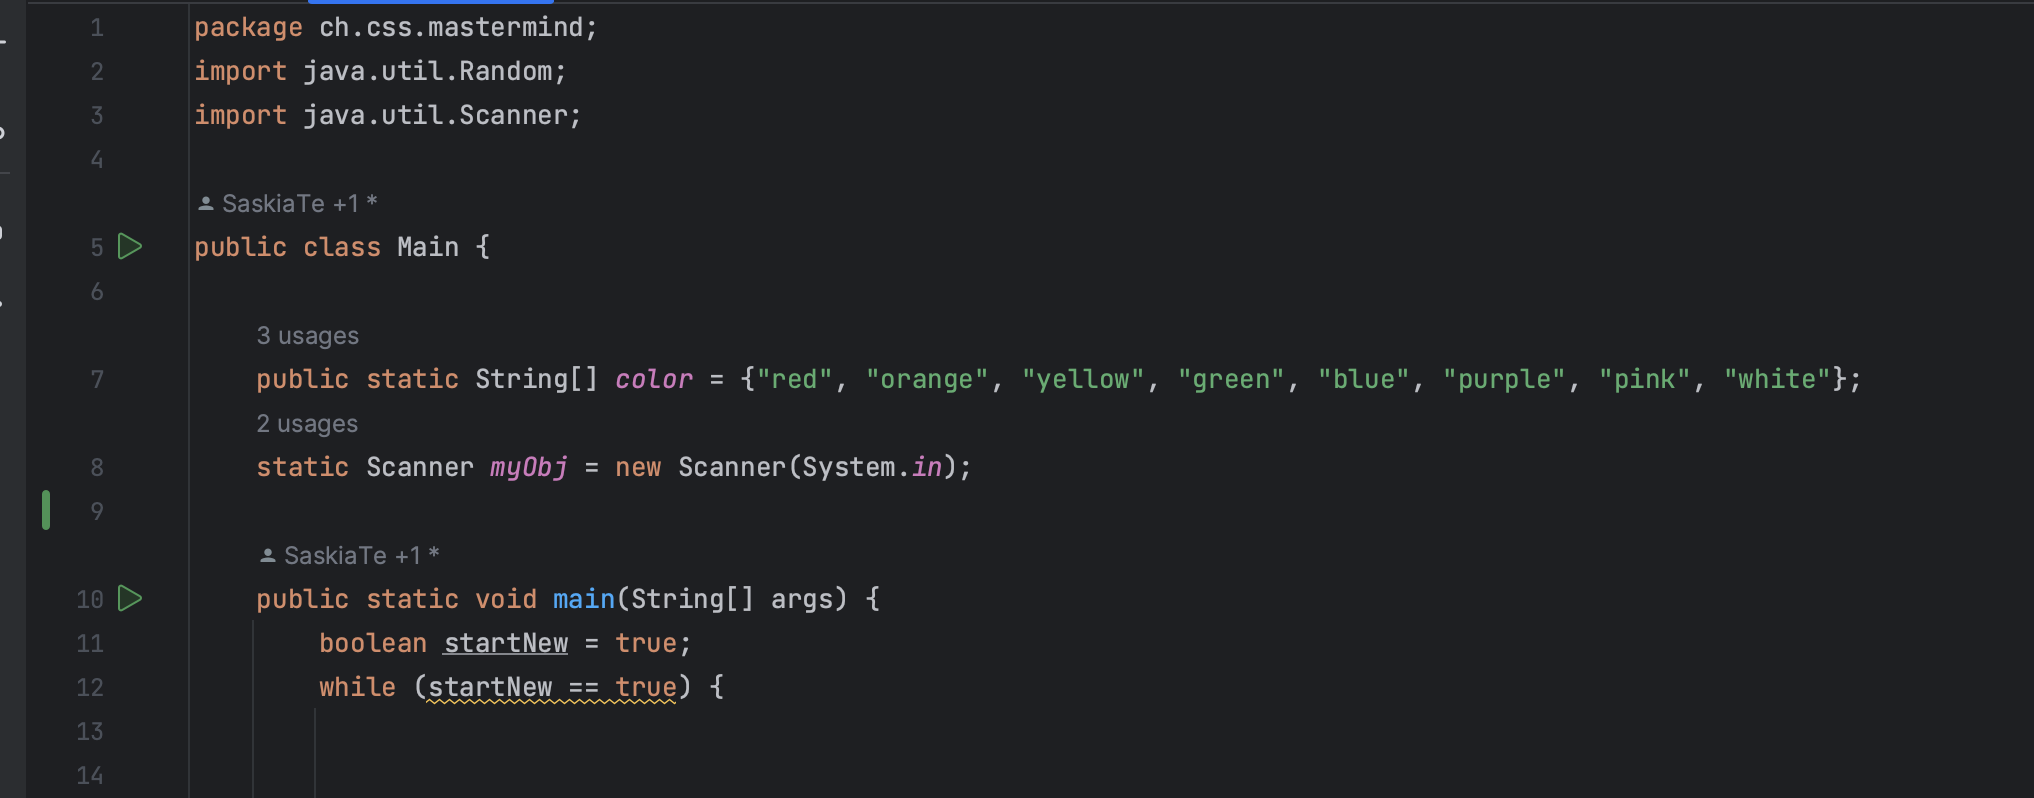 1 package ch.css.mastermind;
2 import java.util.Random;
3 import java.util.Scanner;
4
SaskiaTe +1 *
5 public class Main {
6
3 usages
7 public static String[] color = {"red", "orange", "yellow", "green", "blue", "purple", "pink", "white"};
2 usages
8 static Scanner myObj = new Scanner(System.in);
9
SaskiaTe +1 *
10 public static void main(String[] args) {
11 boolean startNew = true;
12 while (startNew == true) {
13
14